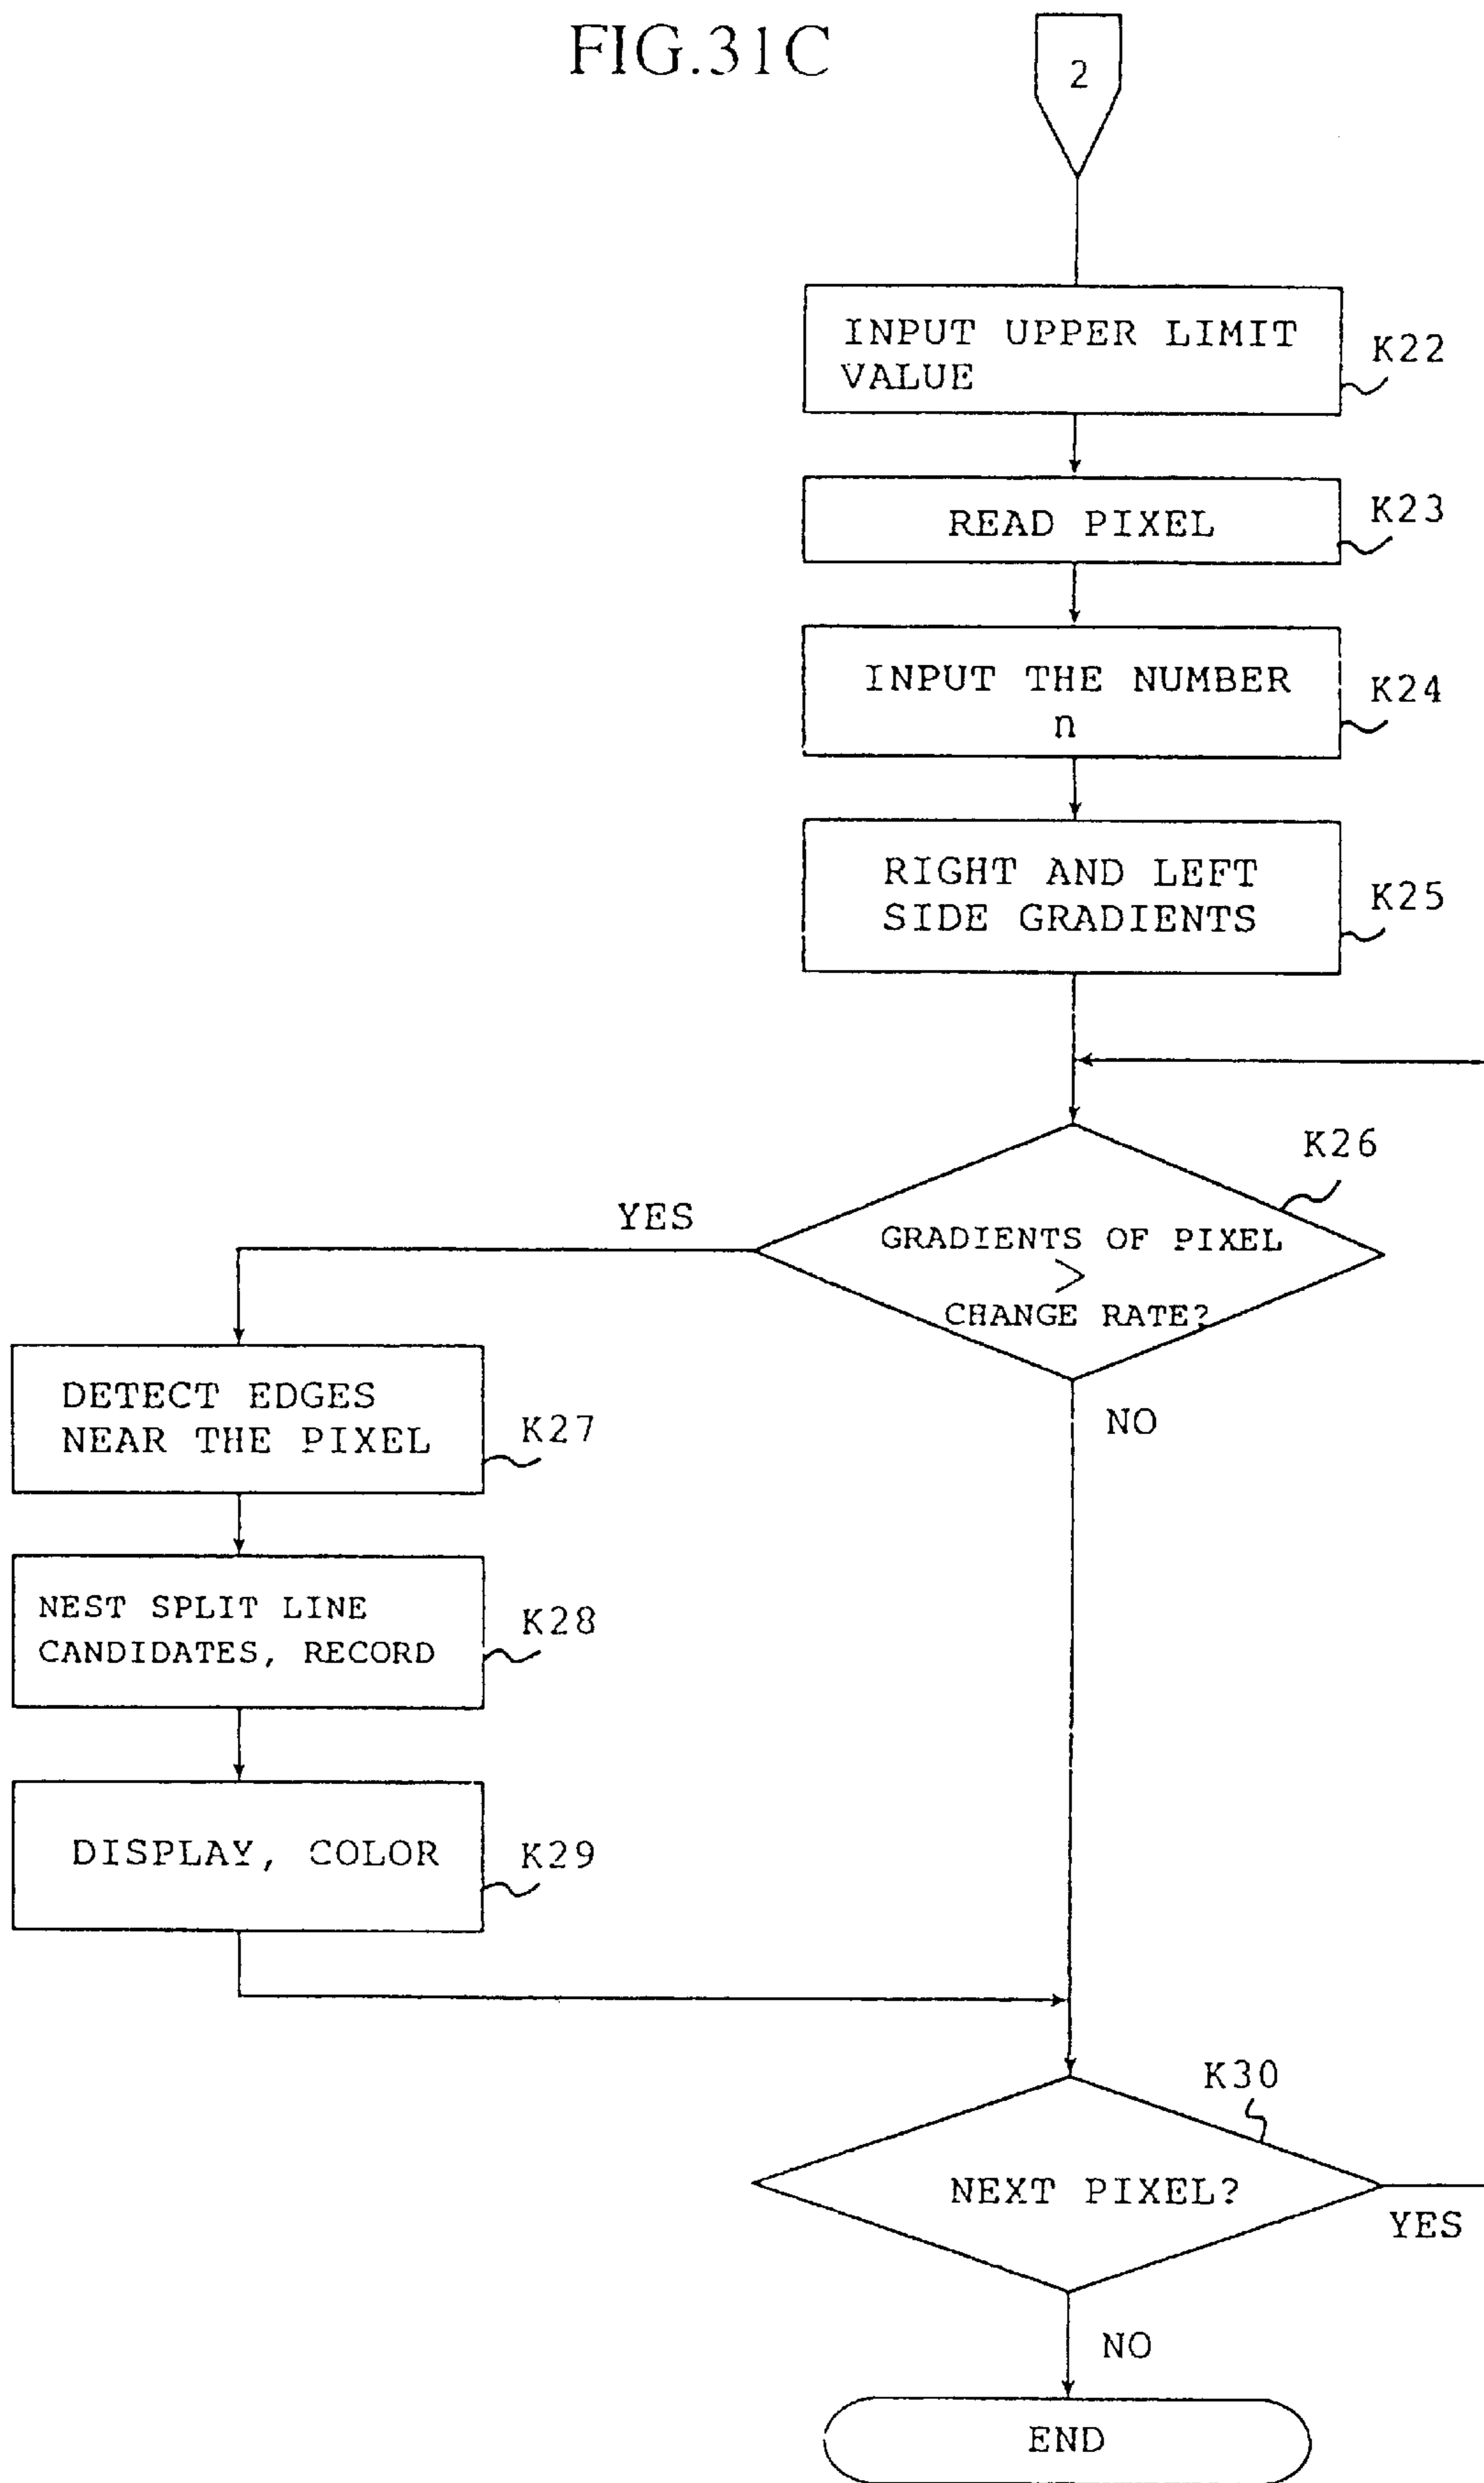 FIG.31C
2
INPUT UPPER LIMIT
VALUE
K22
READ PIXEL
K23
INPUT THE NUMBER
n
K24
RIGHT AND LEFT
SIDE GRADIENTS
K25
K26
GRADIENTS OF PIXEL
>
CHANGE RATE?
YES
NO
DETECT EDGES
NEAR THE PIXEL
K27
NEST SPLIT LINE
CANDIDATES, RECORD
K28
DISPLAY, COLOR
K29
K30
NEXT PIXEL?
YES
NO
END